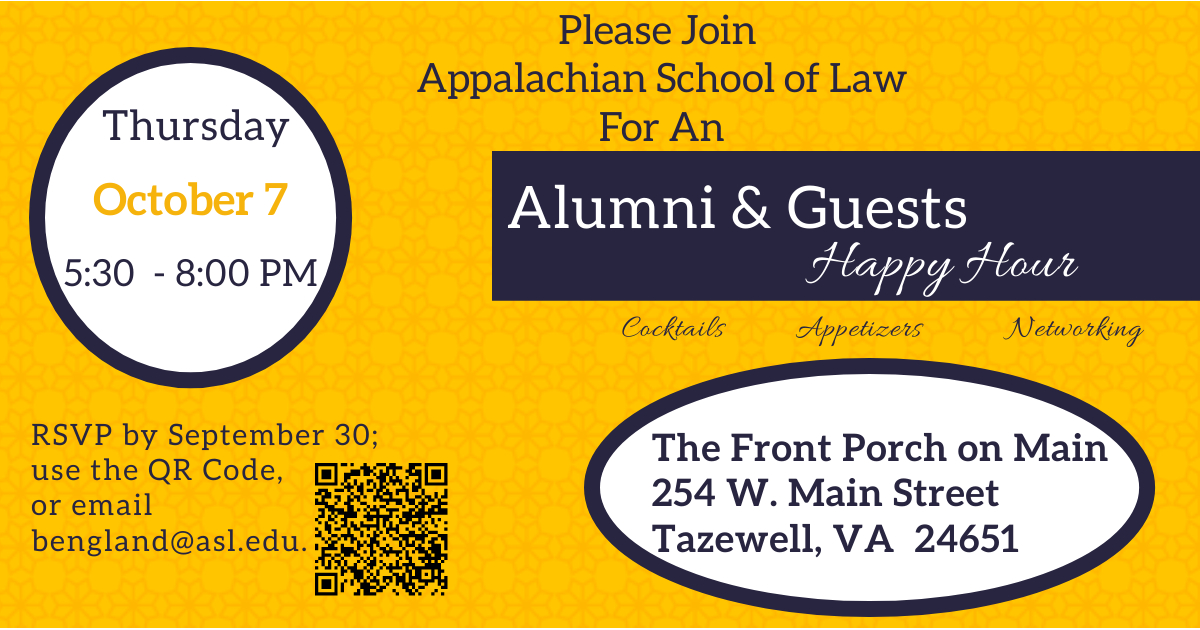 Please Join
Appalachian School of Law
For An
Alumni & Guests
Happy Hour
Cocktails Appetizers Networking
Thursday
October 7
5:30 - 8:00 PM
RSVP by September 30;
use the QR Code,
or email
bengland@asl.edu.
The Front Porch on Main
254 W. Main Street
Tazewell, VA 24651